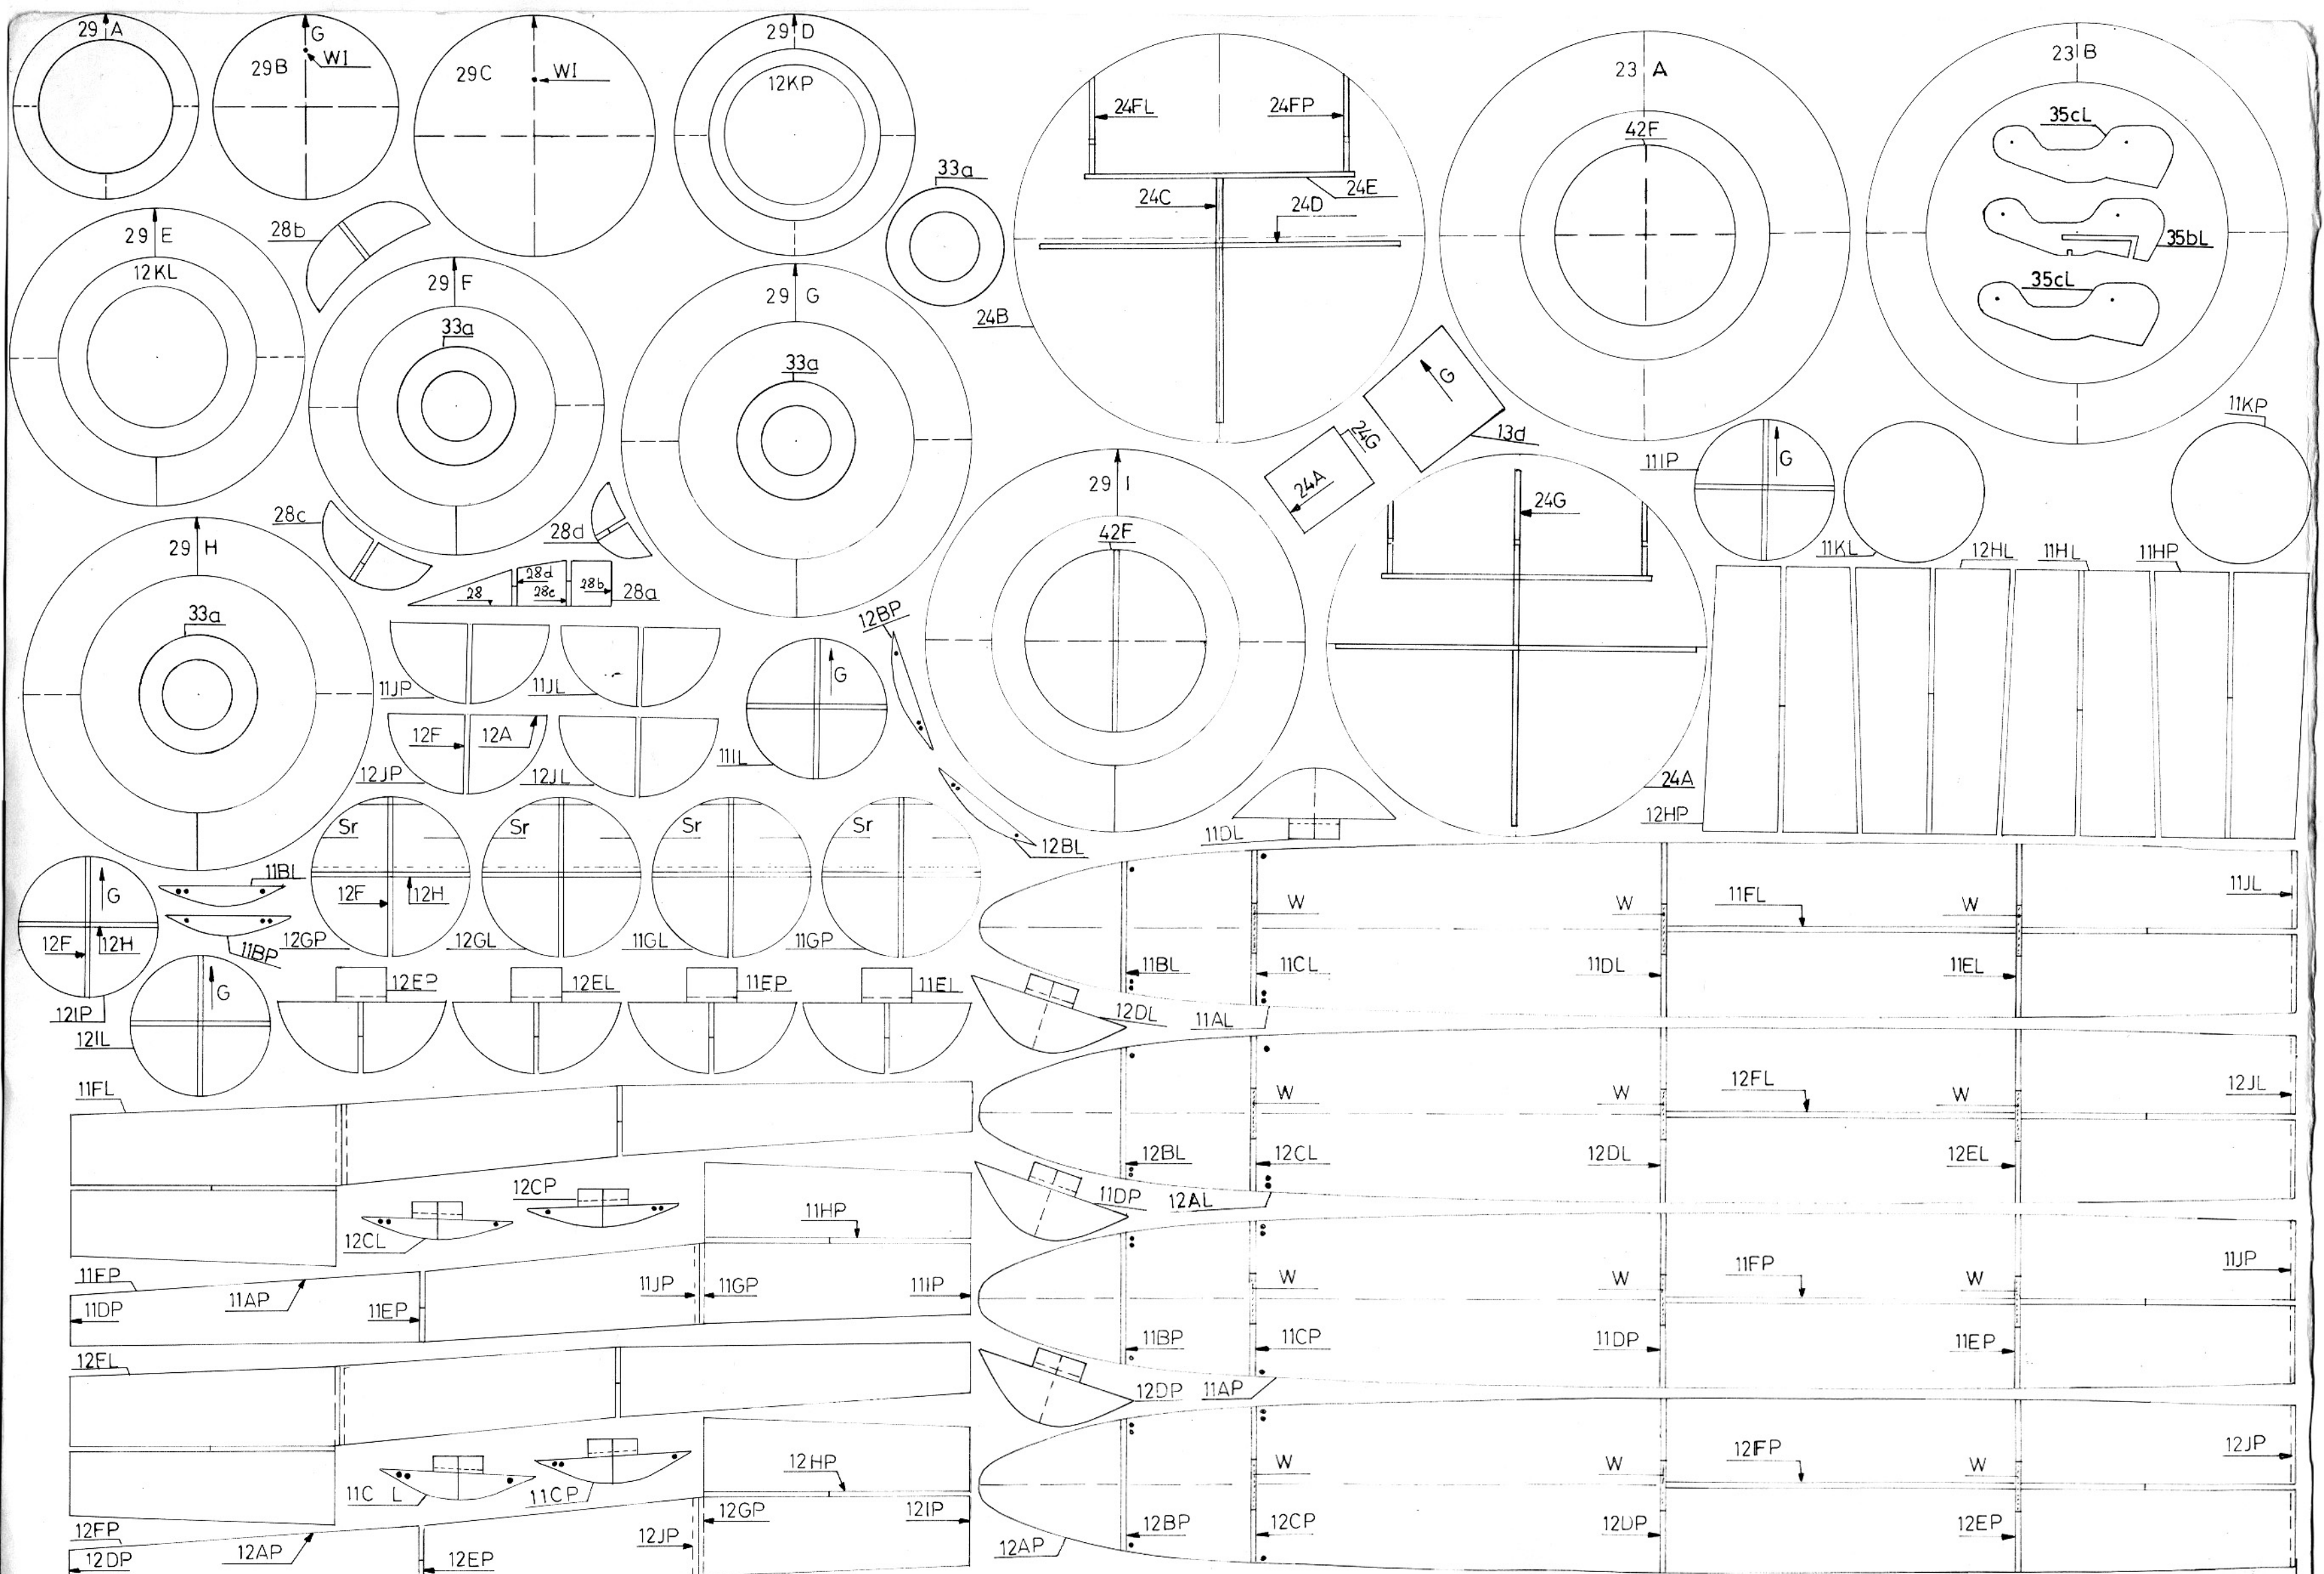 29 A
G
WI
29B
29C
WI
29 D
12KP
24FL
24FP
24E
24C
24D
24B
23 A
42F
23 B
35cL
35bL
35cL
33a
28b
29 E
12KL
29 F
33a
29 G
33a
G
13d
24G
24A
11KP
11IP
G
11KL
12HL
11HL
11HP
28c
28d
29 H
33a
28
28d
28c
28b
28a
29 I
42F
24G
24A
12HP
12BP
12BL
11DL
11JP
11JL
12F
12A
12JP
12JL
11IL
G
Sr
Sr
Sr
Sr
12F
12H
12GP
12GL
11GL
11GP
G
11BL
12F
12H
11BP
12IP
G
12IL
12EP
12EL
11EP
11EL
W
W
11FL
W
11JL
11BL
11CL
11DL
11EL
12DL
11AL
W
W
12FL
W
12JL
12BL
12CL
12DL
12EL
11DP
12AL
W
W
11FP
W
11JP
11BP
11CP
11DP
11EP
12DP
11AP
W
W
12FP
W
12JP
12BP
12CP
12DP
12EP
12AP
11FL
12CP
12CL
11HP
11FP
11AP
11JP
11GP
11IP
11DP
11EP
12FL
11C L
11CP
12HP
12FP
12AP
12JP
12GP
12IP
12DP
12EP